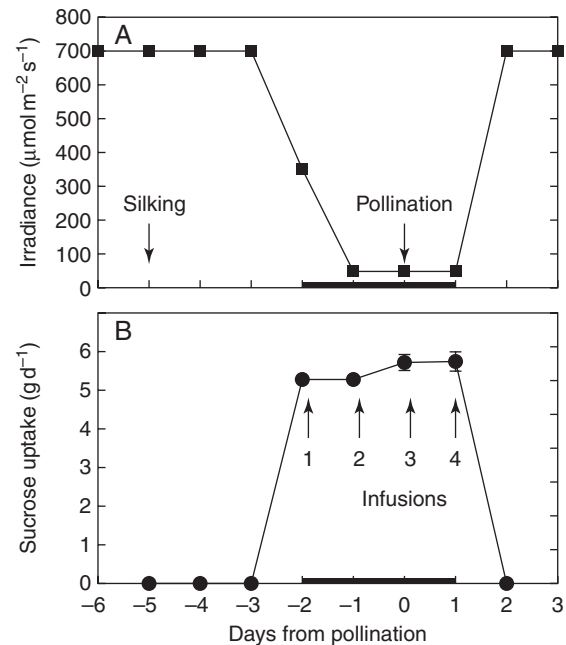 A
Irradiance (μmol m⁻² s⁻¹)
800
700
600
500
400
300
200
100
0
Silking
Pollination
B
Sucrose uptake (g d⁻¹)
6
5
4
3
2
1
0
1 2 3 4
Infusions
–6 –5 –4 –3 –2 –1 0 1 2 3
Days from pollination